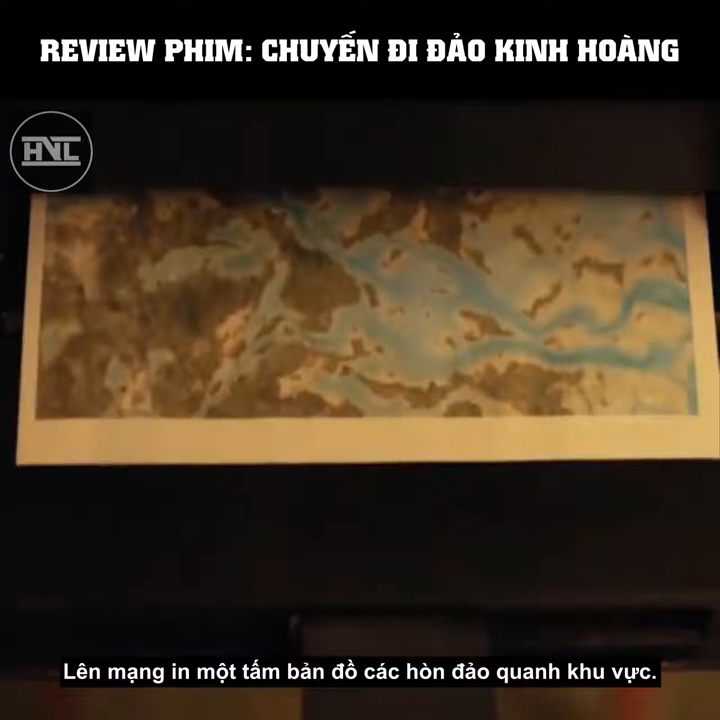 REVIEW PHIM: CHUYẾN ĐI ĐẢO KINH HOÀNG
HNL
Lên mạng in một tấm bản đồ các hòn đảo quanh khu vực.